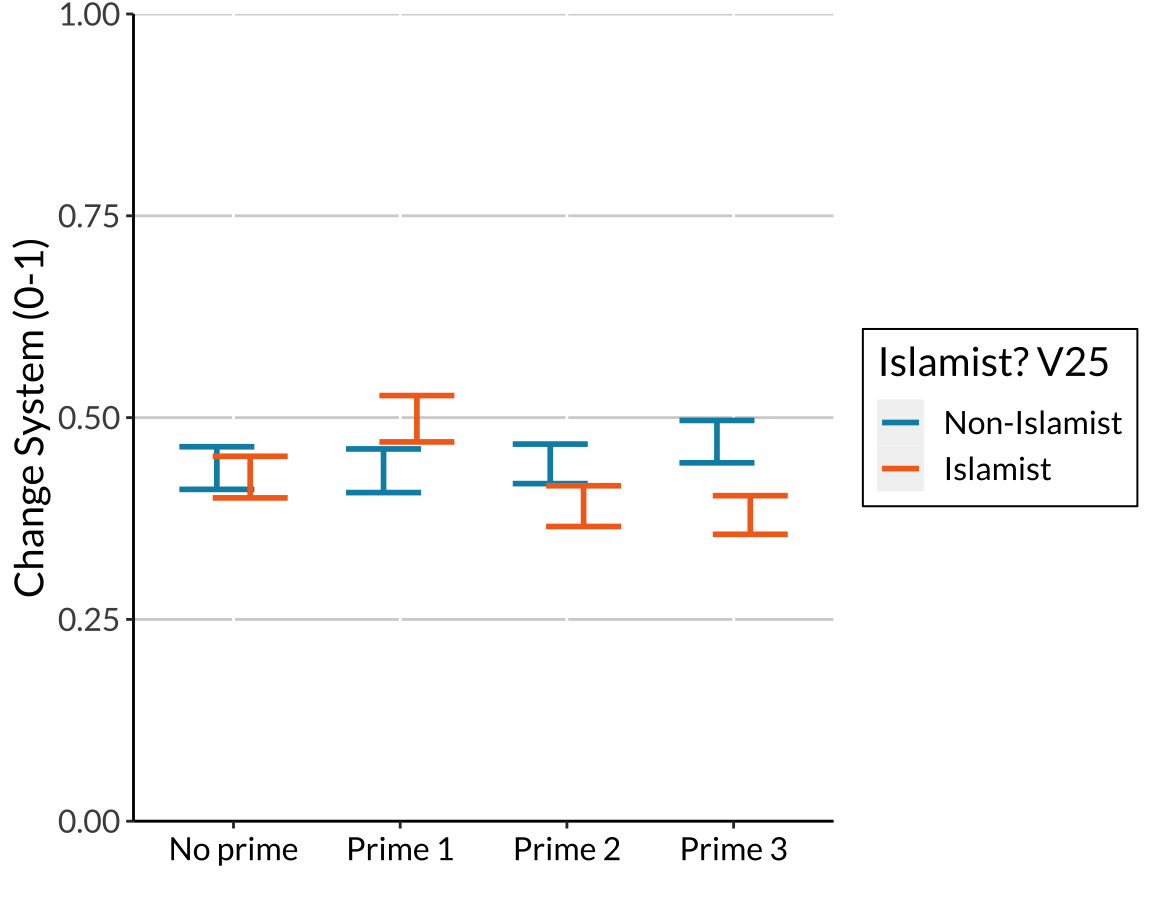 1.00
0.75
0.50
0.25
0.00
Change System (0-1)
No prime
Prime 1
Prime 2
Prime 3
Islamist? V25
Non-Islamist
Islamist